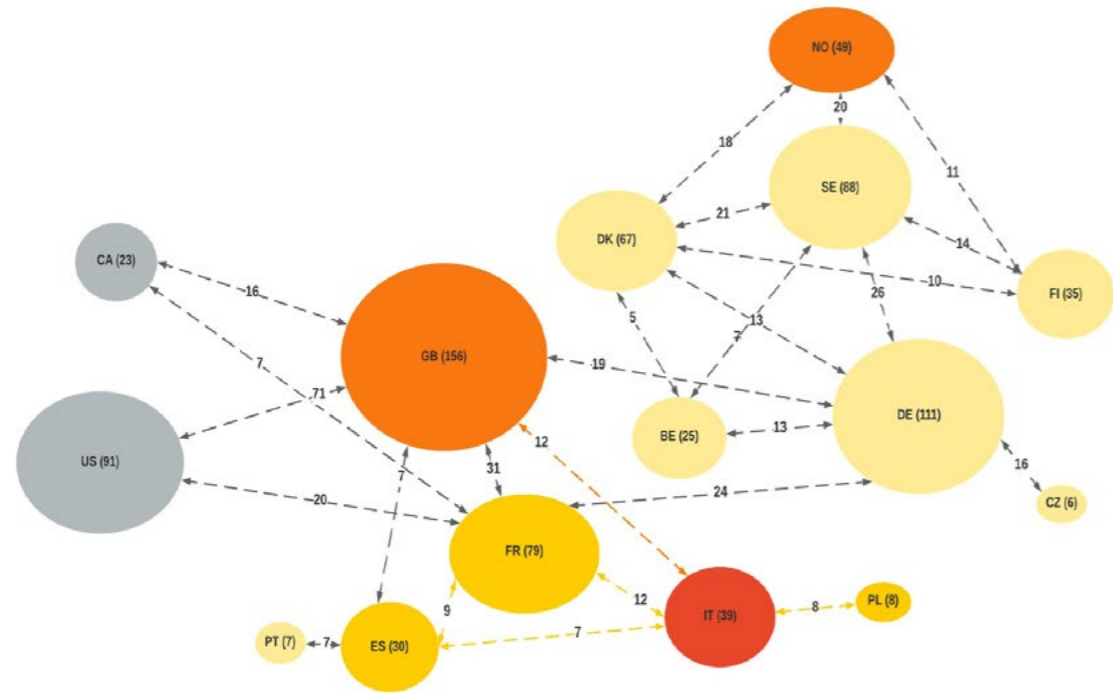 NO (49)
20
18
11
SE (88)
21
DK (67)
14
10
FI (35)
CA (23)
16
26
5
13
7
GB (156)
7
19
71
DE (111)
BE (25)
13
12
US (91)
31
7
16
24
20
CZ (6)
FR (79)
12
PL (8)
9
8
IT (39)
7
PT (7)
7
ES (30)